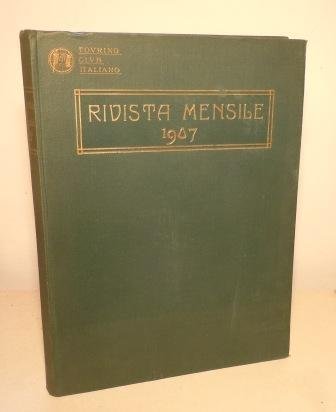 TOVRING
CLVB
ITALIANO
RIVISTA MENSILE
1907